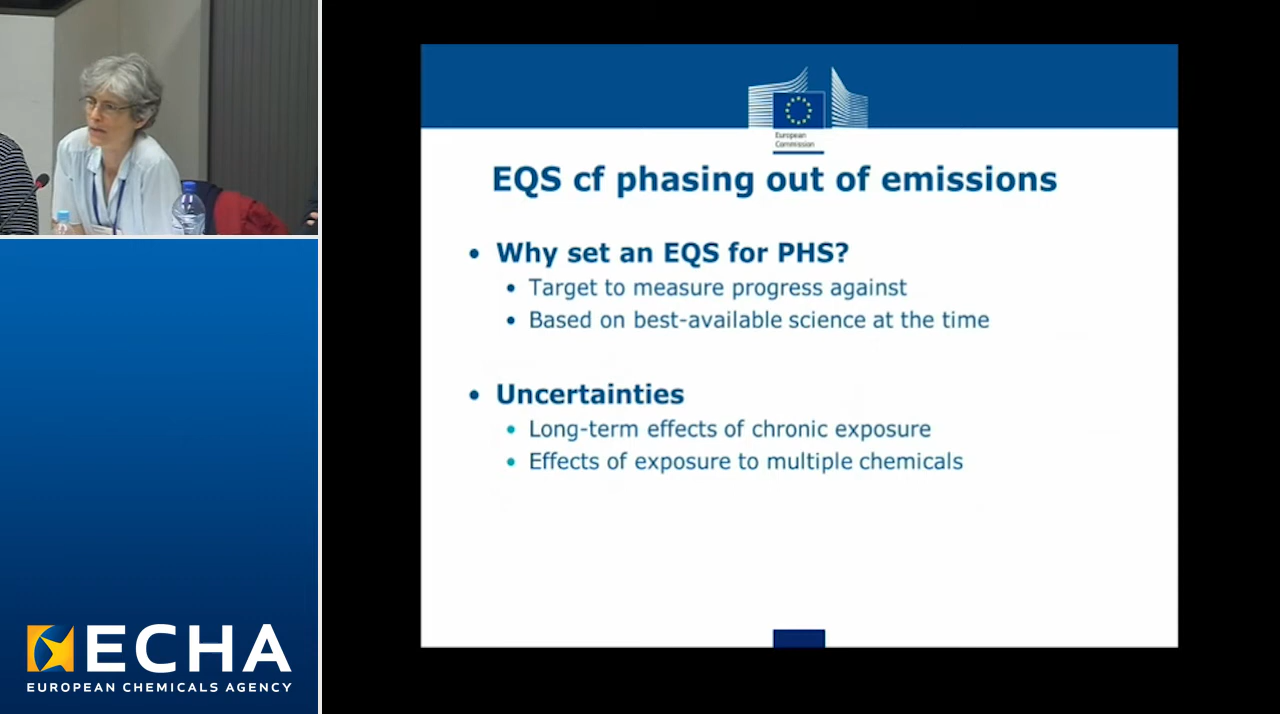 European
Commission
EQS cf phasing out of emissions
• Why set an EQS for PHS?
• Target to measure progress against
• Based on best-available science at the time
• Uncertainties
• Long-term effects of chronic exposure
• Effects of exposure to multiple chemicals
ECHA
EUROPEAN CHEMICALS AGENCY